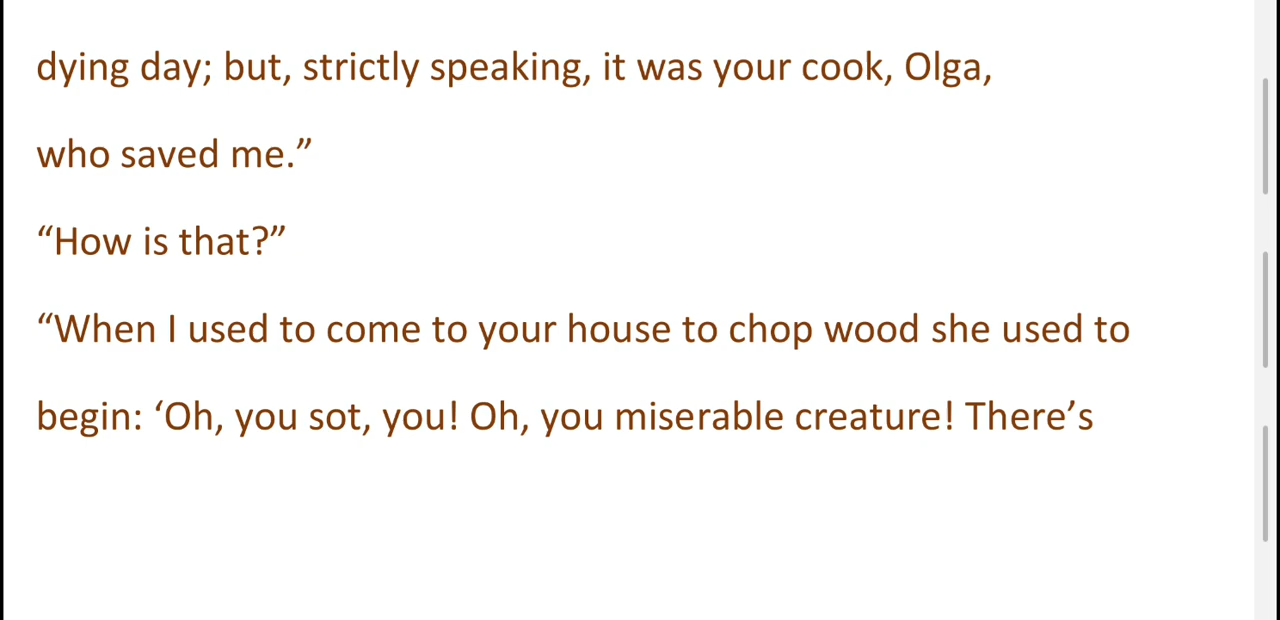 dying day; but, strictly speaking, it was your cook, Olga,
who saved me.”
“How is that?”
“When I used to come to your house to chop wood she used to
begin: ‘Oh, you sot, you! Oh, you miserable creature! There’s